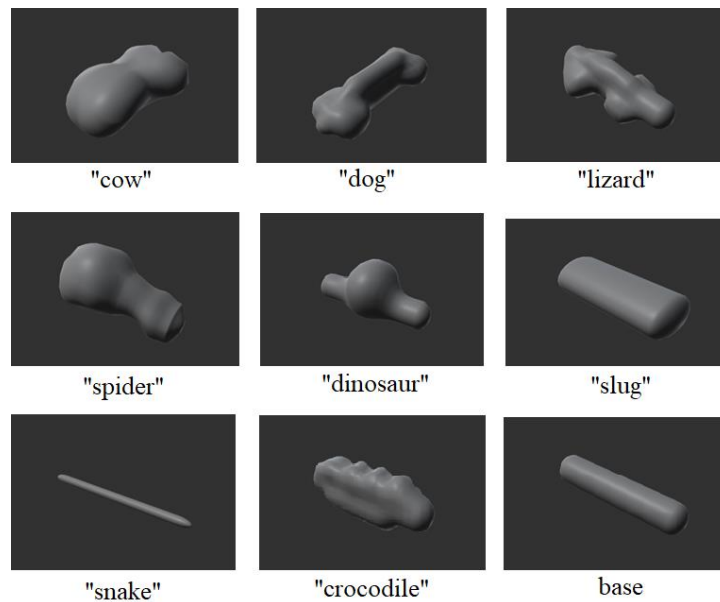 "cow"
"dog"
"lizard"
"spider"
"dinosaur"
"slug"
"snake"
"crocodile"
base